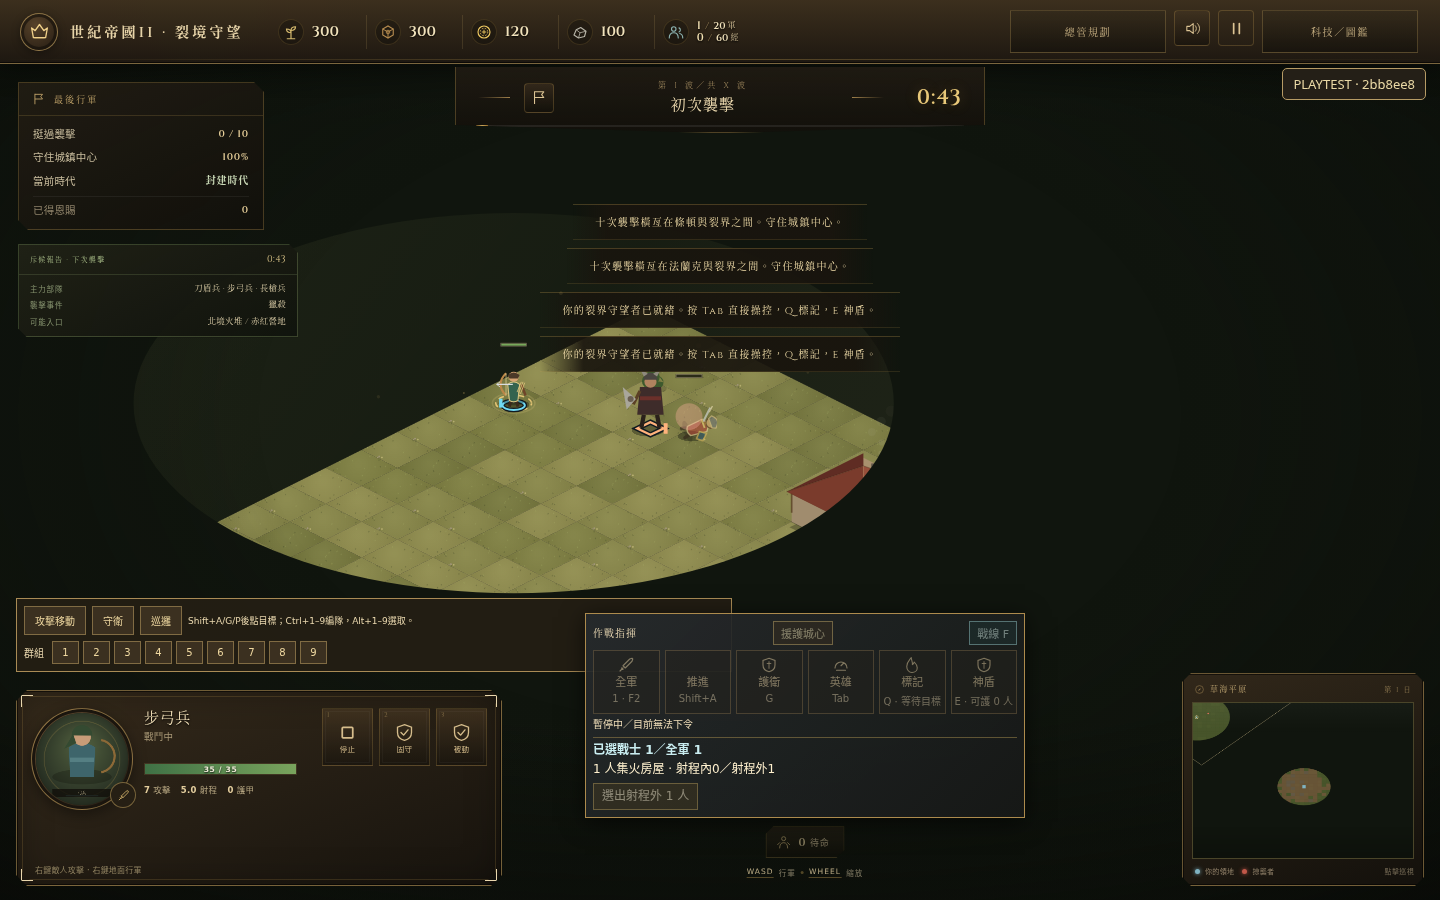 世紀帝國II · 裂境守望
300
300
120
100
1 / 20 軍
0 / 60 經
總管規劃
科技／圖鑑
PLAYTEST · 2bb8ee8
最後行軍
挺過襲擊 0 / 10
守住城鎮中心 100%
當前時代 封建時代
已得恩賜 0
第 I 波／共 X 波
初次襲擊
0:43
斥候報告 · 下次襲擊 0:43
主力部隊 刀盾兵 · 步弓兵 · 長槍兵
襲擊事件 獵殺
可能入口 北境火堆 / 赤紅營地
十次襲擊橫亙在條頓與裂界之間。守住城鎮中心。
十次襲擊橫亙在法蘭克與裂界之間。守住城鎮中心。
你的裂界守望者已就緒。按 TAB 直接操控，Q 標記，E 神盾。
你的裂界守望者已就緒。按 TAB 直接操控，Q 標記，E 神盾。
攻擊移動 守衛 巡邏 Shift+A/G/P後點目標；Ctrl+1–9編隊，Alt+1–9選取。
群組 1 2 3 4 5 6 7 8 9
作戰指揮 援護城心 戰線 F
全軍 推進 護衛 英雄 標記 神盾
1 · F2 Shift+A G Tab Q · 等待目標 E · 可護 0 人
暫停中／目前無法下令
已選戰士 1／全軍 1
1 人集火房屋 · 射程內0／射程外1
選出射程外 1 人
步弓兵
戰鬥中
35 / 35
7 攻擊 5.0 射程 0 護甲
1 停止
2 固守
3 被動
右鍵敵人攻擊 · 右鍵地面行軍
0 待命
WASD 行軍 · WHEEL 縮放
草海平原 第 1 日
你的領地 掠襲者 點擊巡視